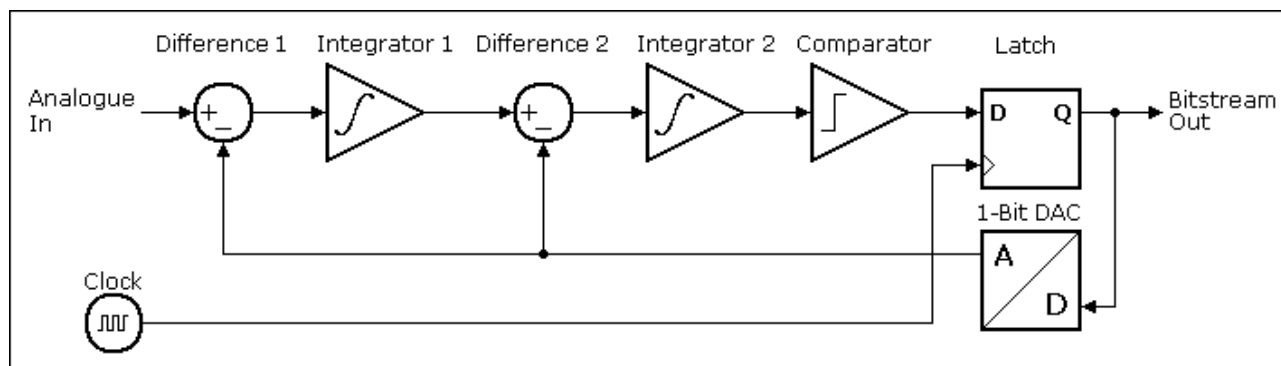 Difference 1
Integrator 1
Difference 2
Integrator 2
Comparator
Latch
Analogue
In
+
−
+
−
D
Q
Bitstream
Out
1-Bit DAC
A
D
Clock